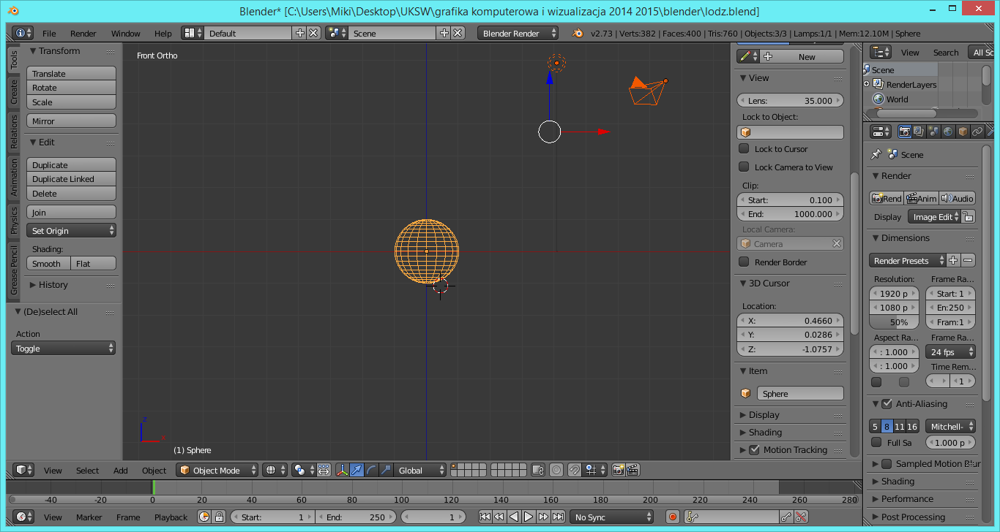 Blender* [C:\Users\Miki\Desktop\UKSW\grafika komputerowa i wizualizacja 2014 2015\blender\lodz.blend]
File Render Window Help Default Scene Blender Render v2.73 | Verts:382 | Faces:400 | Tris:760 | Objects:3/3 | Lamps:1/1 | Mem:12.10M | Sphere
Tools
Create
Relations
Animation
Physics
Grease Pencil
Transform
Translate
Rotate
Scale
Mirror
Edit
Duplicate
Duplicate Linked
Delete
Join
Set Origin
Shading:
Smooth Flat
History
(De)select All
Action
Toggle
Front Ortho
z
x
(1) Sphere
New
View
Lens: 35.000
Lock to Object:
Lock to Cursor
Lock Camera to View
Clip:
Start: 0.100
End: 1000.000
Local Camera:
Camera
Render Border
3D Cursor
Location:
X: 0.4660
Y: 0.0286
Z: -1.0757
Item
Sphere
Display
Shading
Motion Tracking
View Search All Sc
Scene
RenderLayers
World
Scene
Render
Rend Anim Audio
Display Image Edit
Dimensions
Render Presets
Resolution: Frame Ra...
1920 p Start: 1
1080 p En:250
50% Fram:1
Aspect Ra... Frame Ra...
: 1.000 24 fps
: 1.000 Time Rem...
1
Anti-Aliasing
5 8 11 16 Mitchell-
Full Sa 1.000 p
Sampled Motion Blur
Shading
Performance
Post Processing
View Select Add Object Object Mode Global
-40 -20 0 20 40 60 80 100 120 140 160 180 200 220 240 260 280
View Marker Frame Playback Start: 1 End: 250 1 No Sync